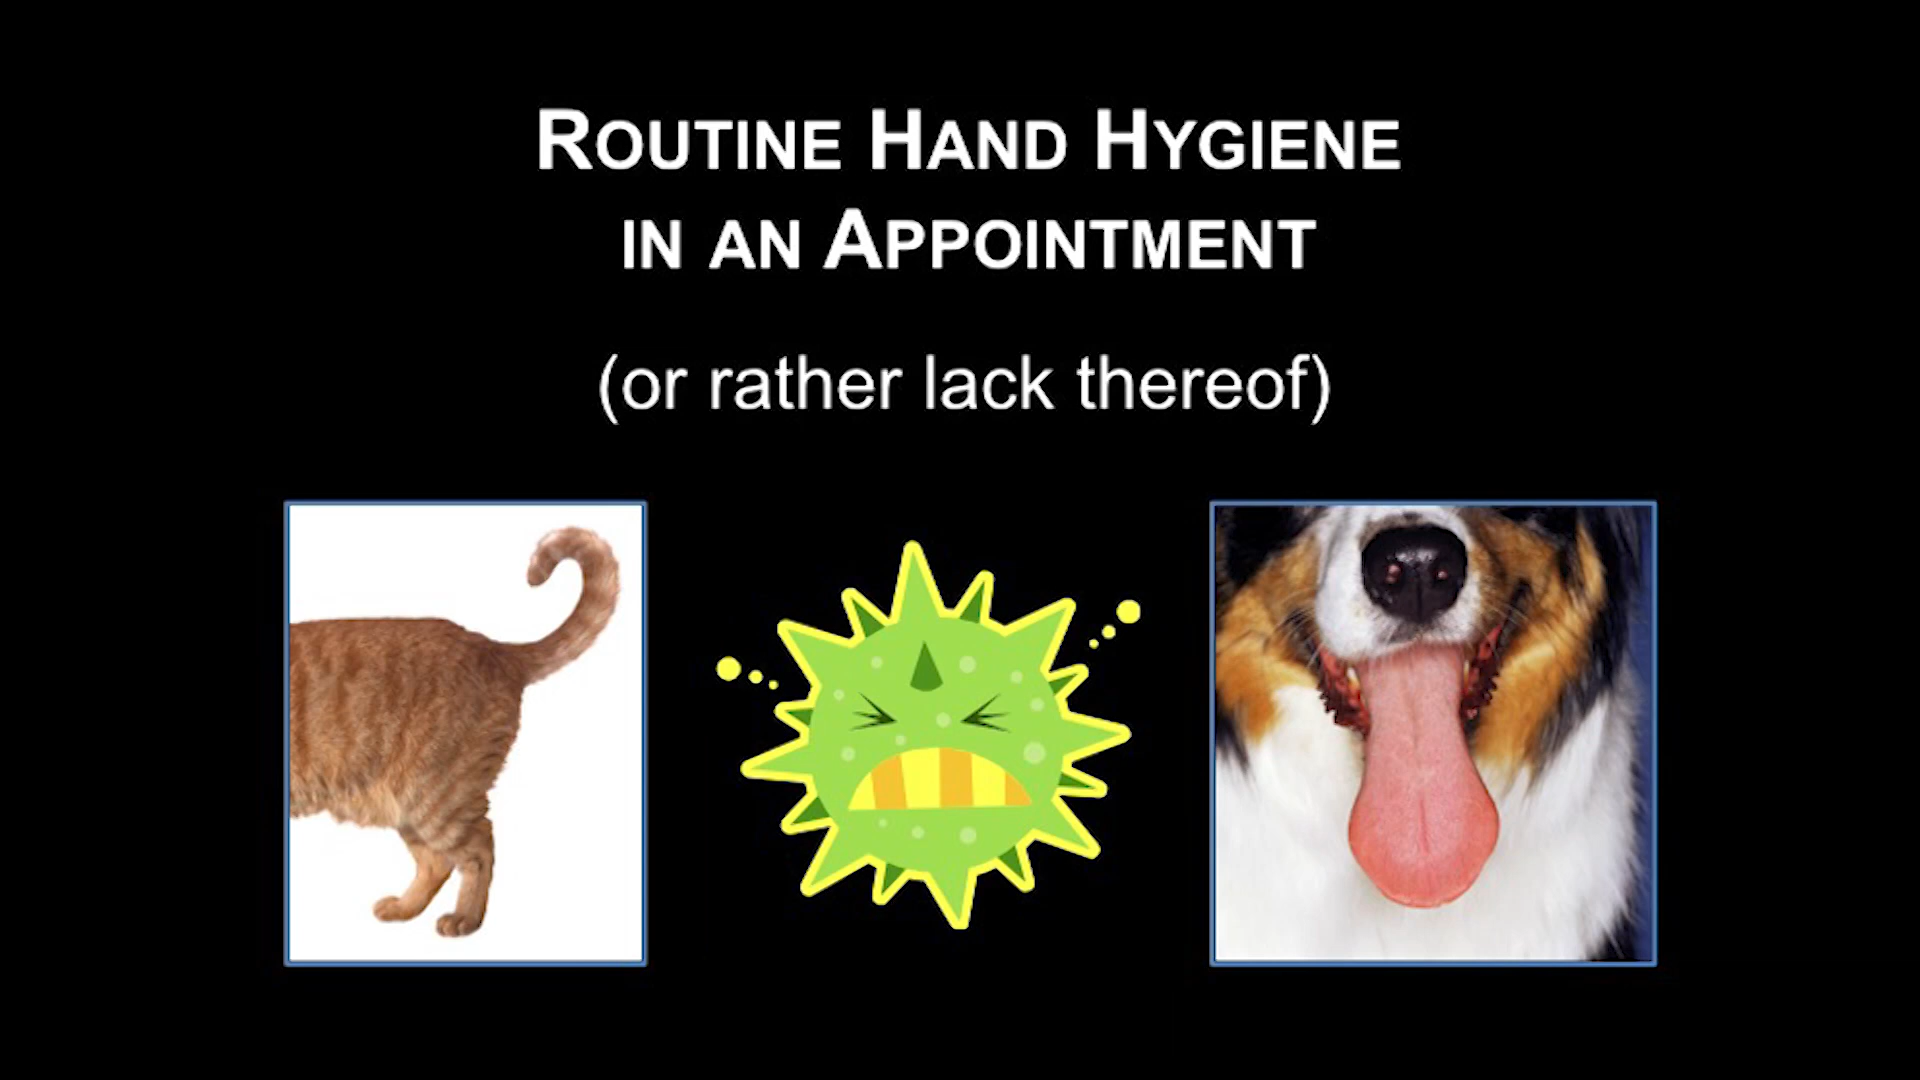 Routine Hand Hygiene
in an Appointment
(or rather lack thereof)